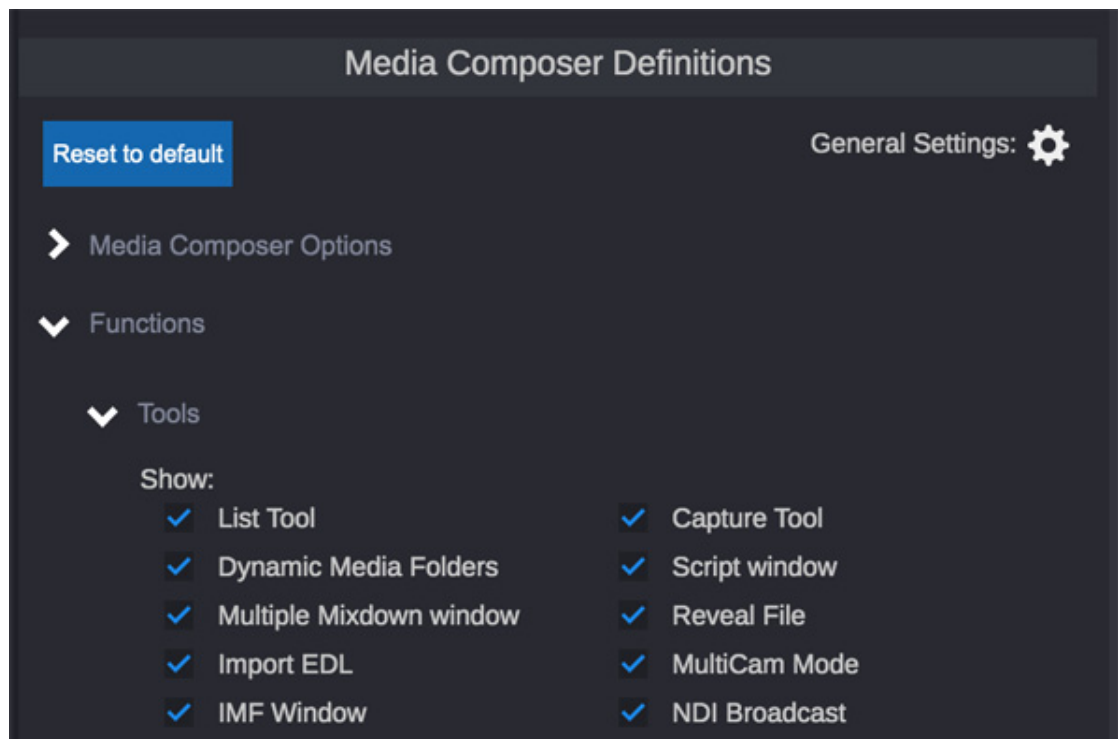 Media Composer Definitions
Reset to default
General Settings:
Media Composer Options
Functions
Tools
Show:
List Tool
Capture Tool
Dynamic Media Folders
Script window
Multiple Mixdown window
Reveal File
Import EDL
MultiCam Mode
IMF Window
NDI Broadcast